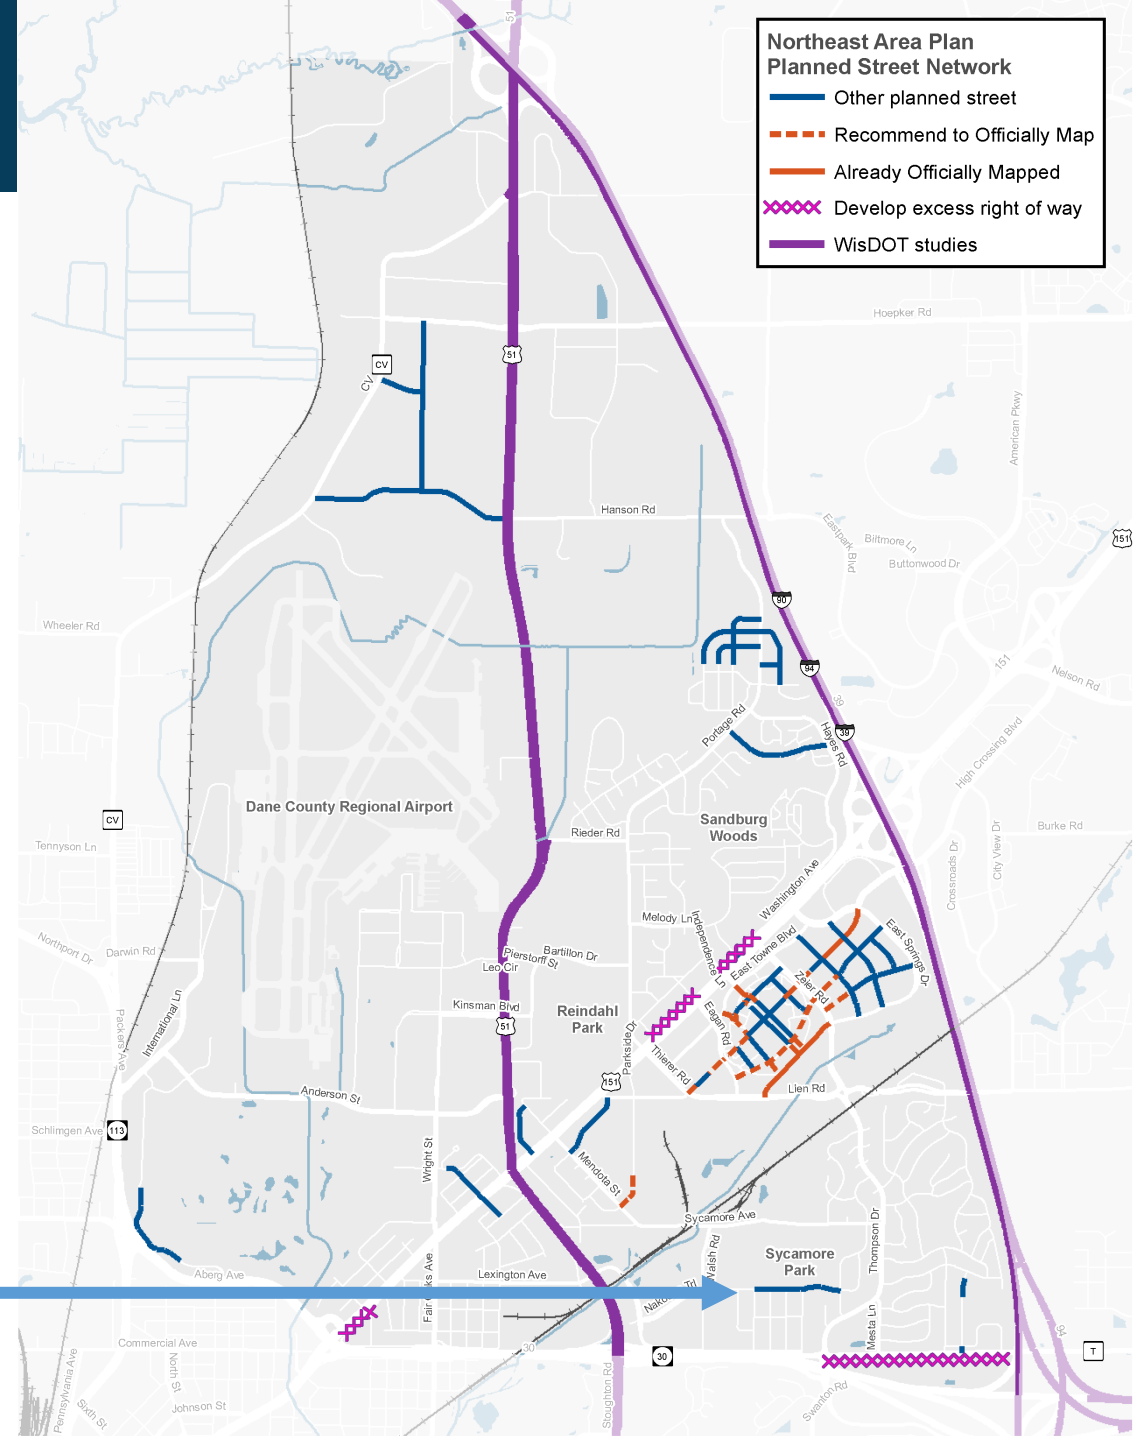 51
Northeast Area Plan
Planned Street Network
Other planned street
Recommend to Officially Map
Already Officially Mapped
Develop excess right of way
WisDOT studies
Hoepker Rd
51
CV
CV
American Pkwy
Hanson Rd
Eastpark Blvd
Biltmore Ln
Buttonwood Dr
151
90
Wheeler Rd
94
151
Nelson Rd
39
39
Portage Rd
Hayes Rd
High Crossing Blvd
Dane County Regional Airport
CV
Sandburg
Woods
Rieder Rd
Burke Rd
Tennyson Ln
City View Dr
Crossroads Dr
Washington Ave
Melody Ln
Independence Ln
East Towne Blvd
East Springs Dr
Northport Dr
Darwin Rd
Bartillon Dr
Pierstorff St
Leo Cir
Zeier Rd
International Ln
Kinsman Blvd
51
Reindahl
Park
Eagan Rd
Packers Ave
Parkside Dr
Thierer Rd
151
Lien Rd
Anderson St
Schlimgen Ave
113
Wright St
Mendota St
Sycamore Ave
Thompson Dr
Walsh Rd
Sycamore
Park
Aberg Ave
Lexington Ave
Mesta Ln
94
Commercial Ave
30
30
T
North St
Pennsylvania Ave
Sixth St
Johnson St
Stoughton Rd
Swanton Rd